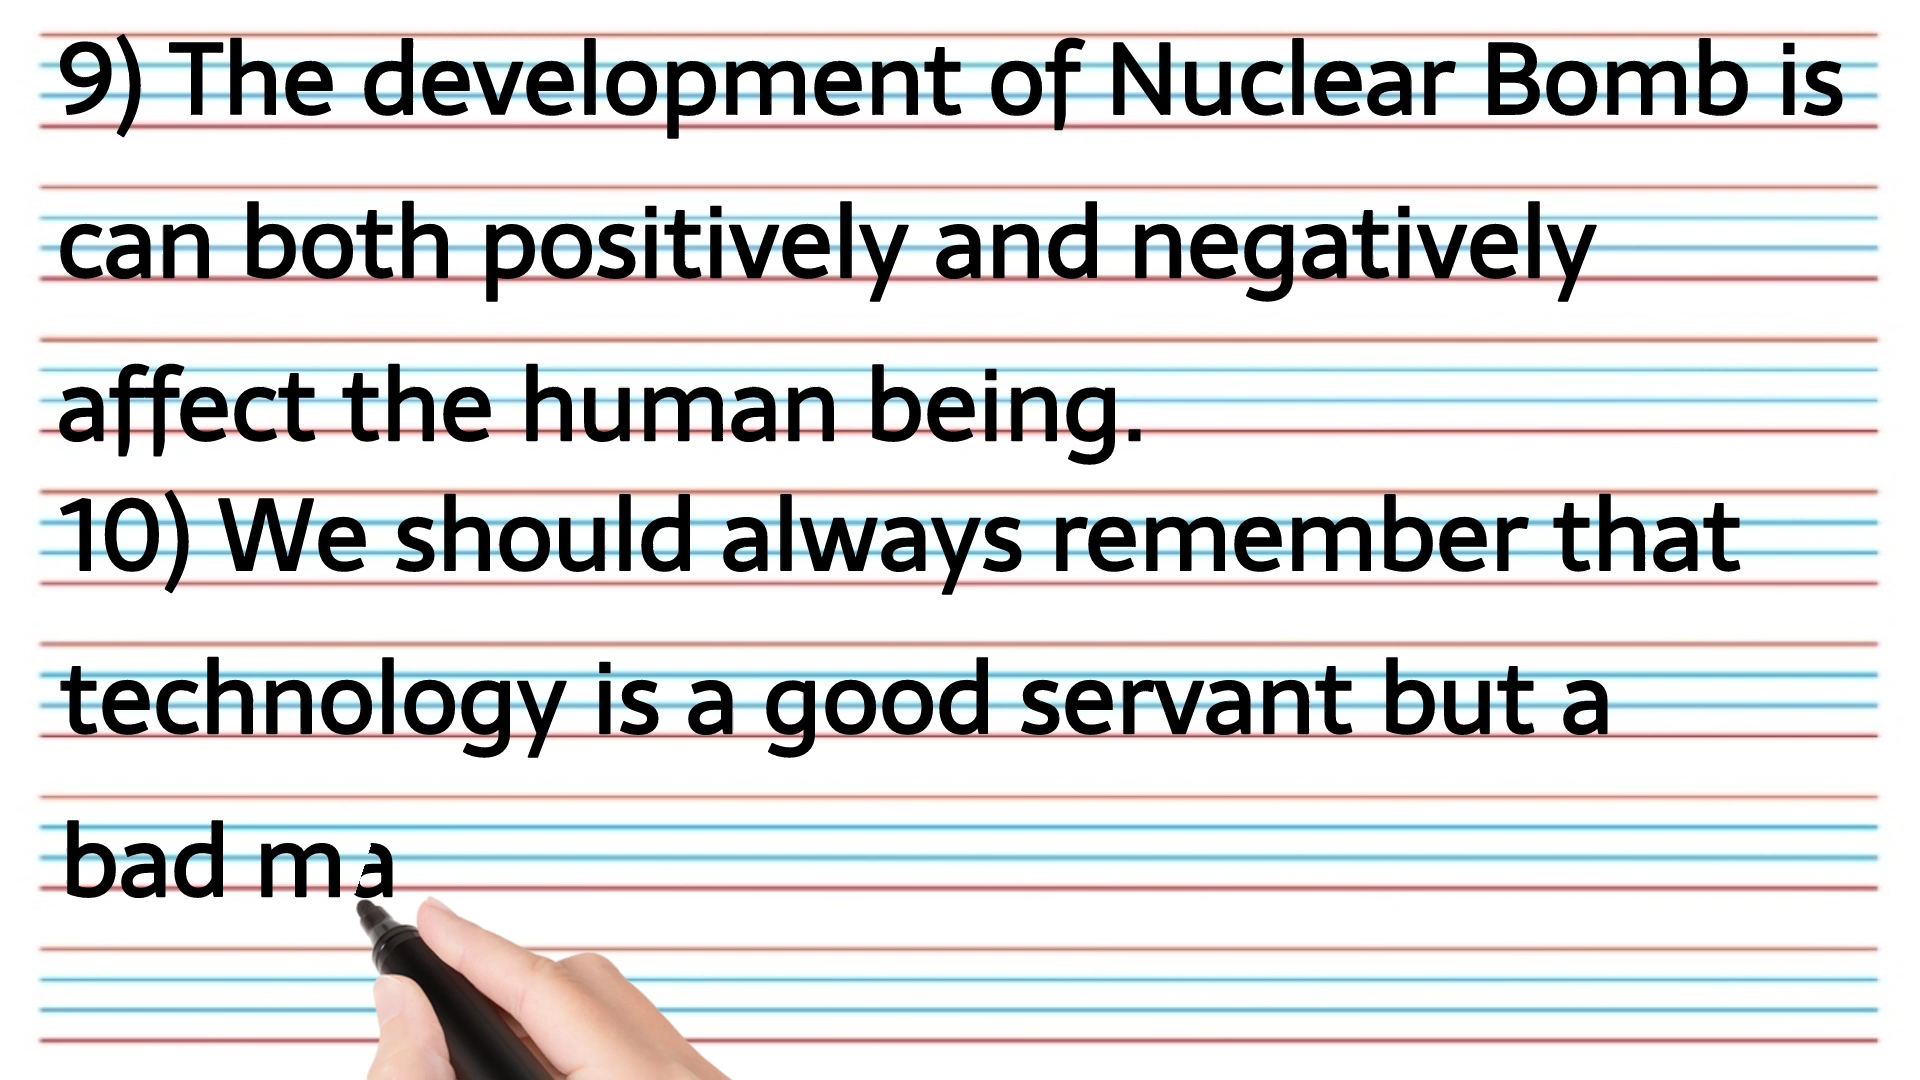 9) The development of Nuclear Bomb is
can both positively and negatively
affect the human being.
10) We should always remember that
technology is a good servant but a
bad ma